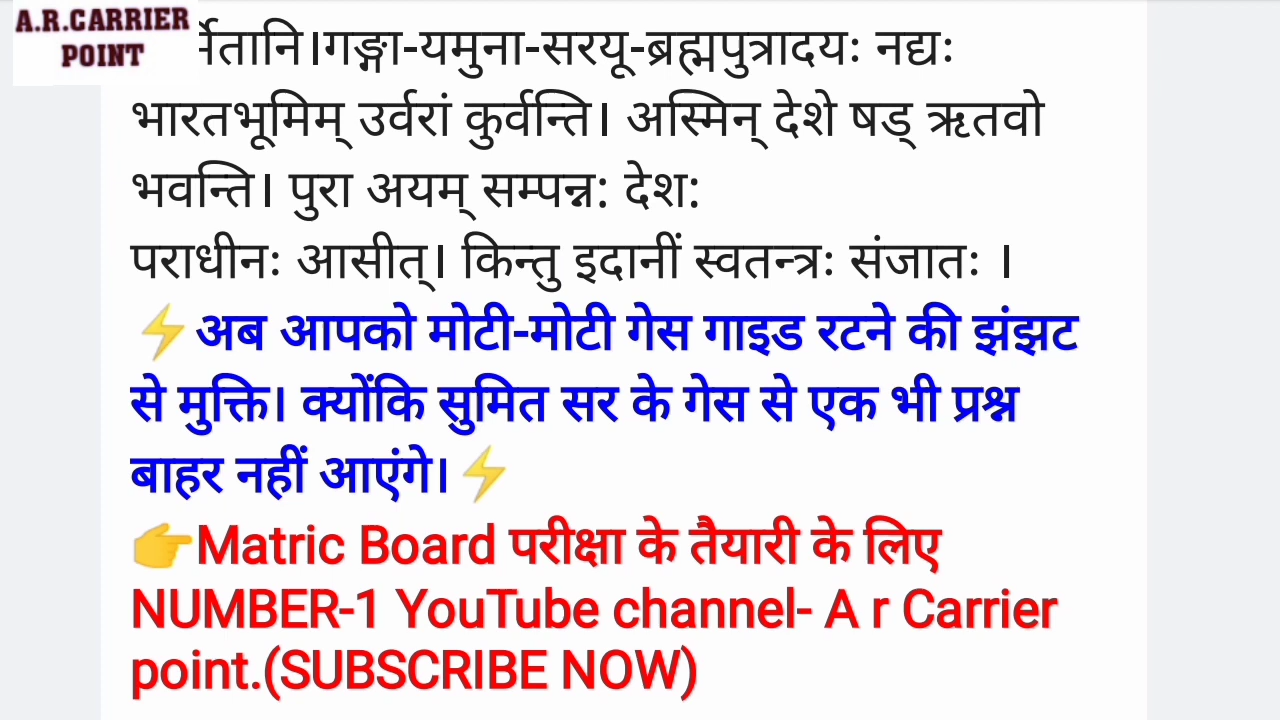 A.R.CARRIER
POINT
र्मितानि।गङ्गा-यमुना-सरयू-ब्रह्मपुत्रादयः नद्यः
भारतभूमिम् उर्वरां कुर्वन्ति। अस्मिन् देशे षड् ऋतवो
भवन्ति। पुरा अयम् सम्पन्न: देश:
पराधीनः आसीत्। किन्तु इदानीं स्वतन्त्रः संजातः ।
⚡अब आपको मोटी-मोटी गेस गाइड रटने की झंझट
से मुक्ति। क्योंकि सुमित सर के गेस से एक भी प्रश्न
बाहर नहीं आएंगे।⚡
👉Matric Board परीक्षा के तैयारी के लिए
NUMBER-1 YouTube channel- A r Carrier
point.(SUBSCRIBE NOW)